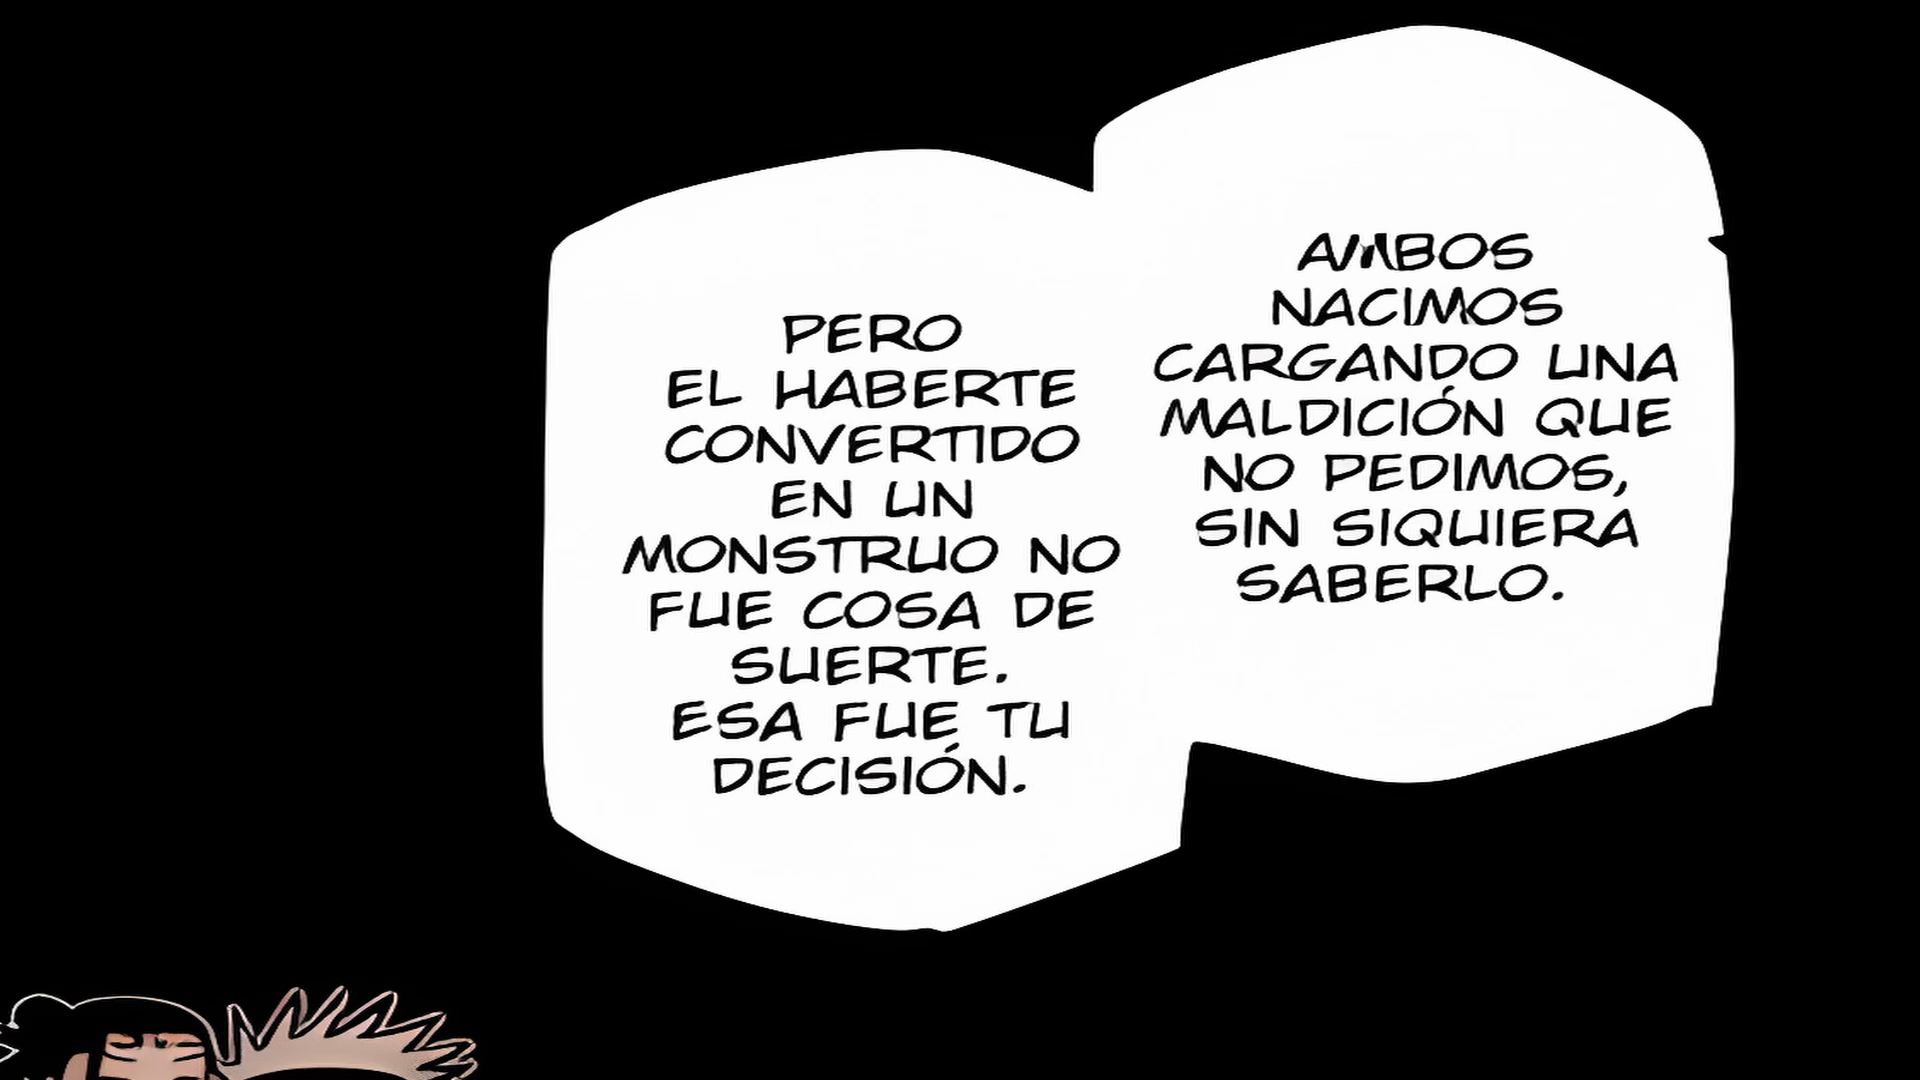 AMBOS
NACIMOS
CARGANDO UNA
MALDICIÓN QUE
NO PEDIMOS,
SIN SIQUIERA
SABERLO.
PERO
EL HABERTE
CONVERTIDO
EN UN
MONSTRUO NO
FUE COSA DE
SUERTE.
ESA FUE TU
DECISIÓN.